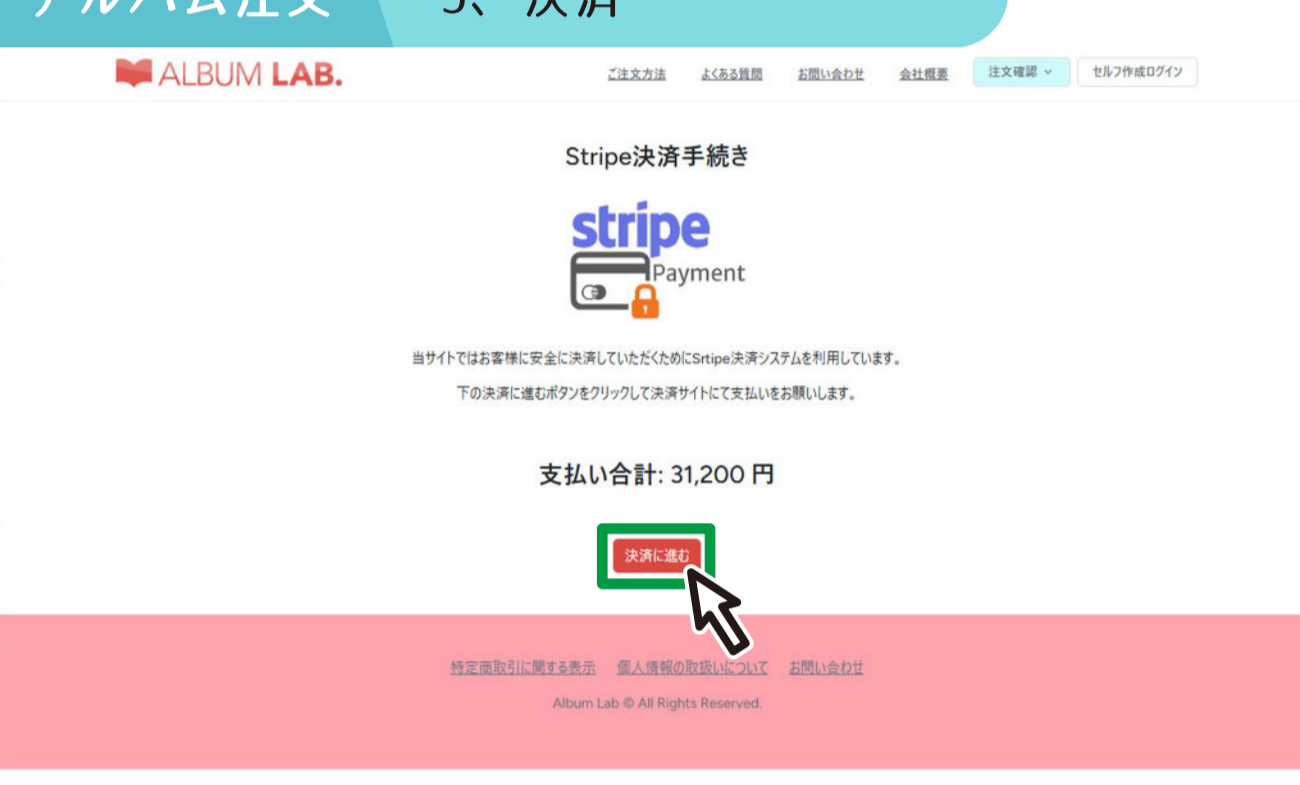 アルバム注文 5、決済
ALBUM LAB. ご注文方法 よくある質問 お問い合わせ 会社概要 注文確認 セルフ作成ログイン
Stripe決済手続き
stripe
Payment
当サイトではお客様に安全に決済していただくためにSrtipe決済システムを利用しています。
下の決済に進むボタンをクリックして決済サイトにて支払いをお願いします。
支払い合計: 31,200 円
決済に進む
特定商取引に関する表示 個人情報の取扱いについて お問い合わせ
Album Lab © All Rights Reserved.